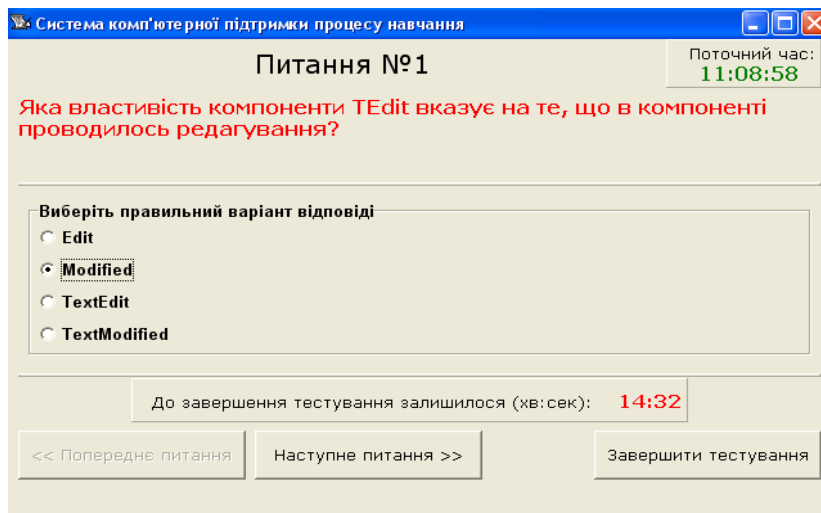 Система комп'ютерної підтримки процесу навчання
Питання №1
Поточний час:
11:08:58
Яка властивість компоненти TEdit вказує на те, що в компоненті
проводилось редагування?
Виберіть правильний варіант відповіді
Edit
Modified
TextEdit
TextModified
До завершення тестування залишилося (хв:сек): 14:32
<< Попереднє питання
Наступне питання >>
Завершити тестування